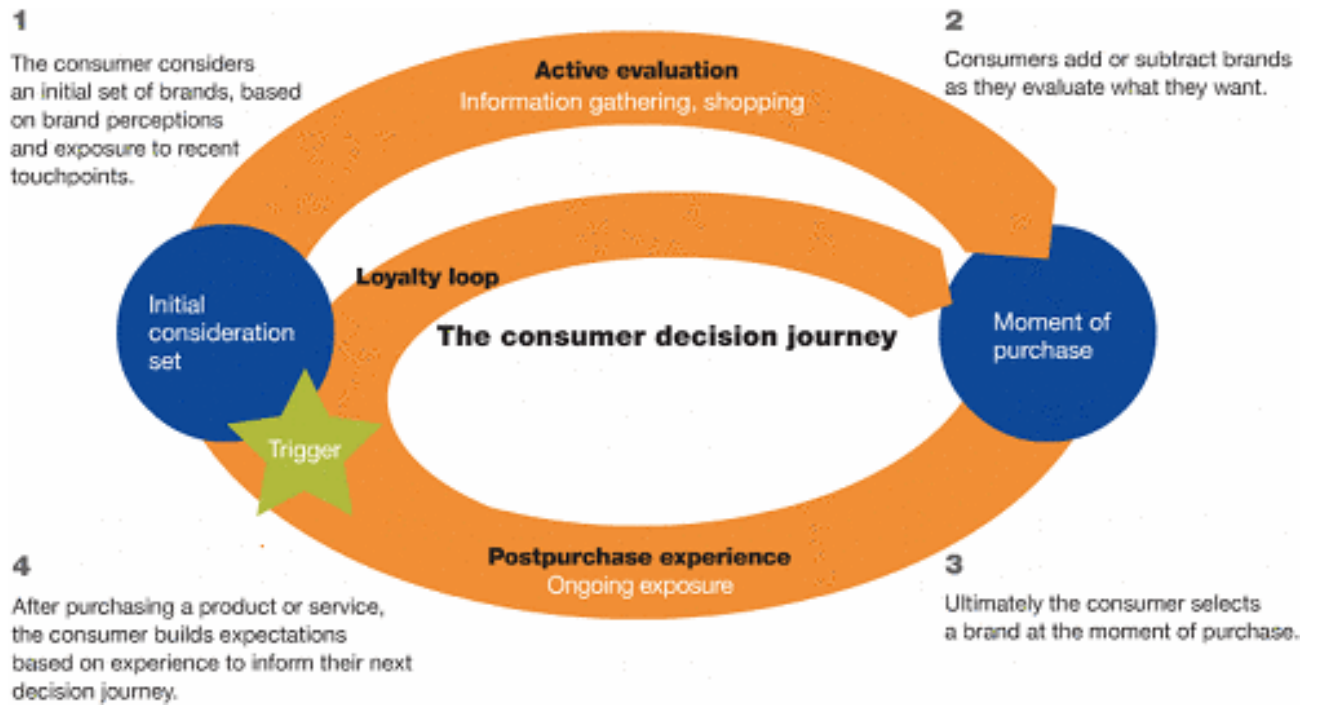 1
The consumer considers
an initial set of brands, based
on brand perceptions
and exposure to recent
touchpoints.
Active evaluation
Information gathering, shopping
2
Consumers add or subtract brands
as they evaluate what they want.
Loyalty loop
Initial
consideration
set
The consumer decision journey
Moment of
purchase
Trigger
Postpurchase experience
Ongoing exposure
4
After purchasing a product or service,
the consumer builds expectations
based on experience to inform their next
decision journey.
3
Ultimately the consumer selects
a brand at the moment of purchase.